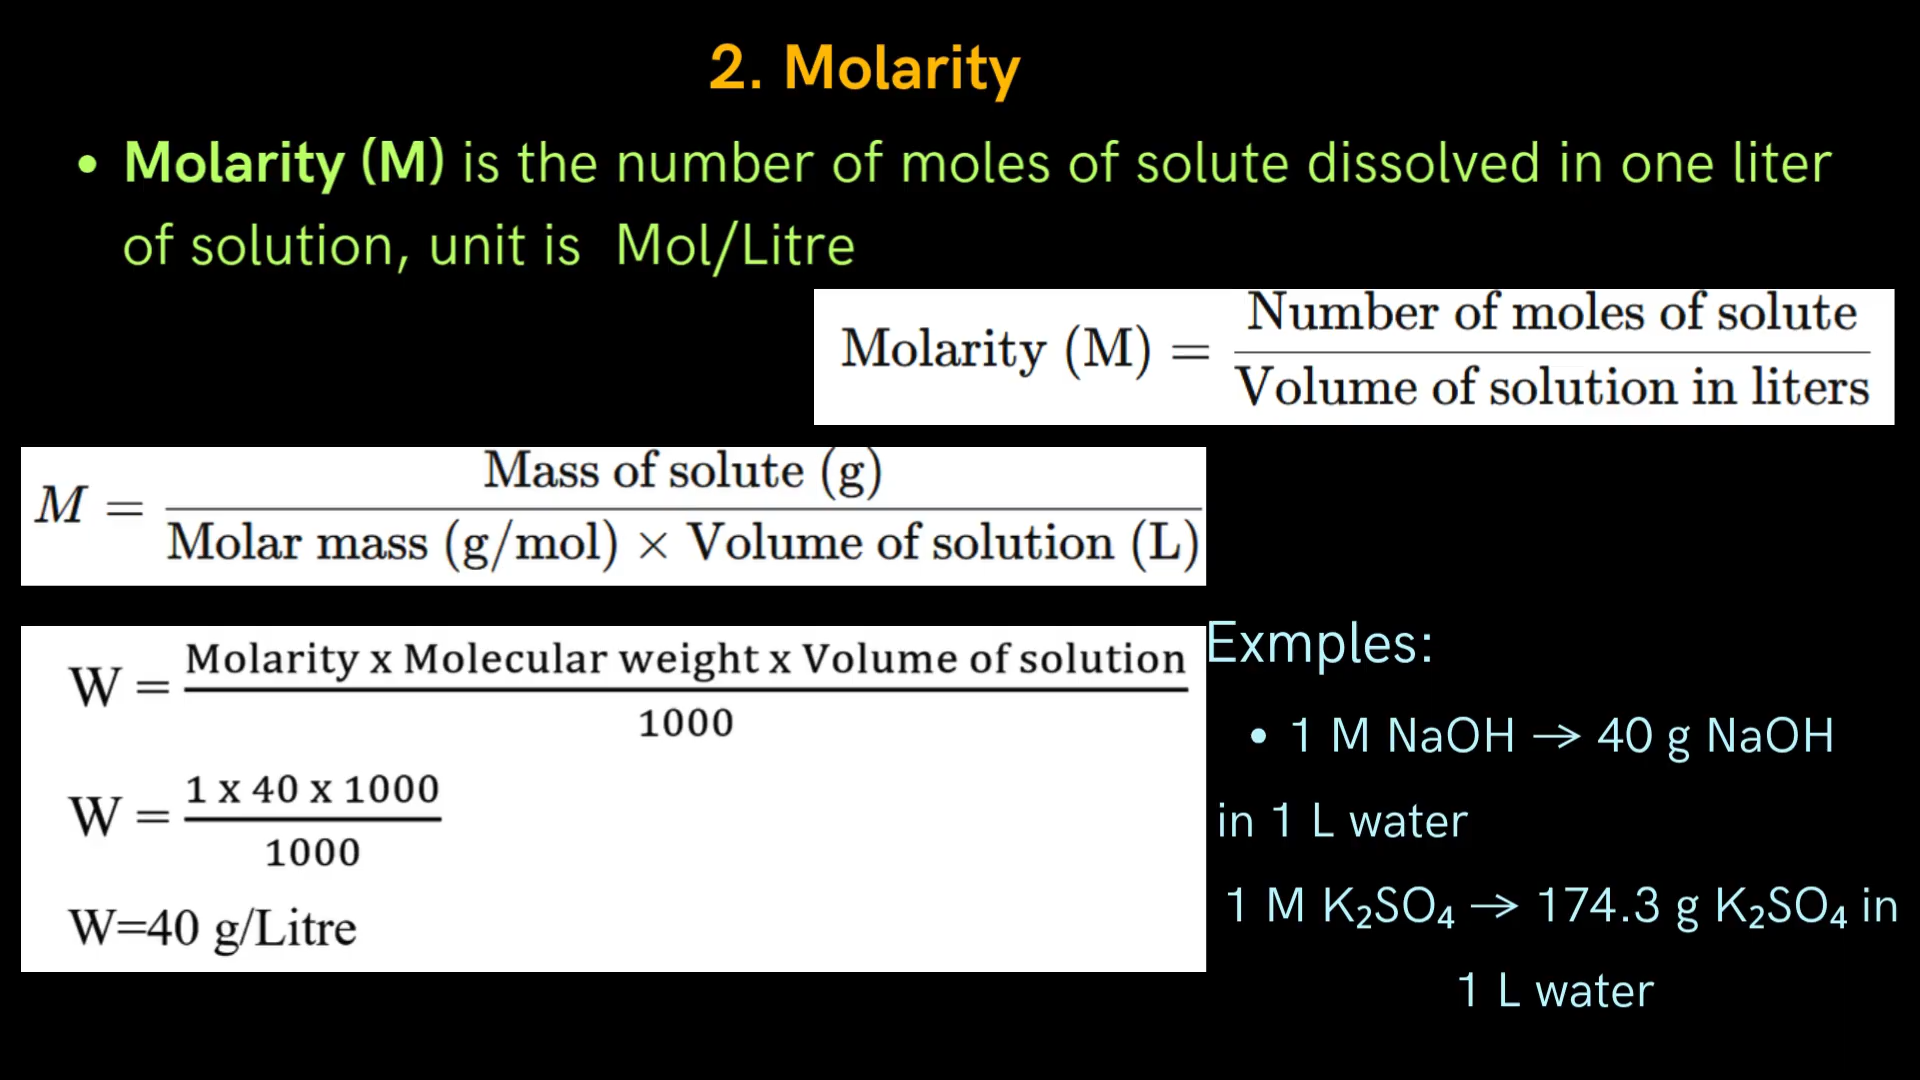 2. Molarity
• Molarity (M) is the number of moles of solute dissolved in one liter
of solution, unit is Mol/Litre
Molarity (M) = Number of moles of solute / Volume of solution in liters
M = Mass of solute (g) / Molar mass (g/mol) × Volume of solution (L)
W = Molarity x Molecular weight x Volume of solution / 1000
W = 1 x 40 x 1000 / 1000
W=40 g/Litre
Exmples:
• 1 M NaOH → 40 g NaOH
in 1 L water
1 M K₂SO₄ → 174.3 g K₂SO₄ in
1 L water